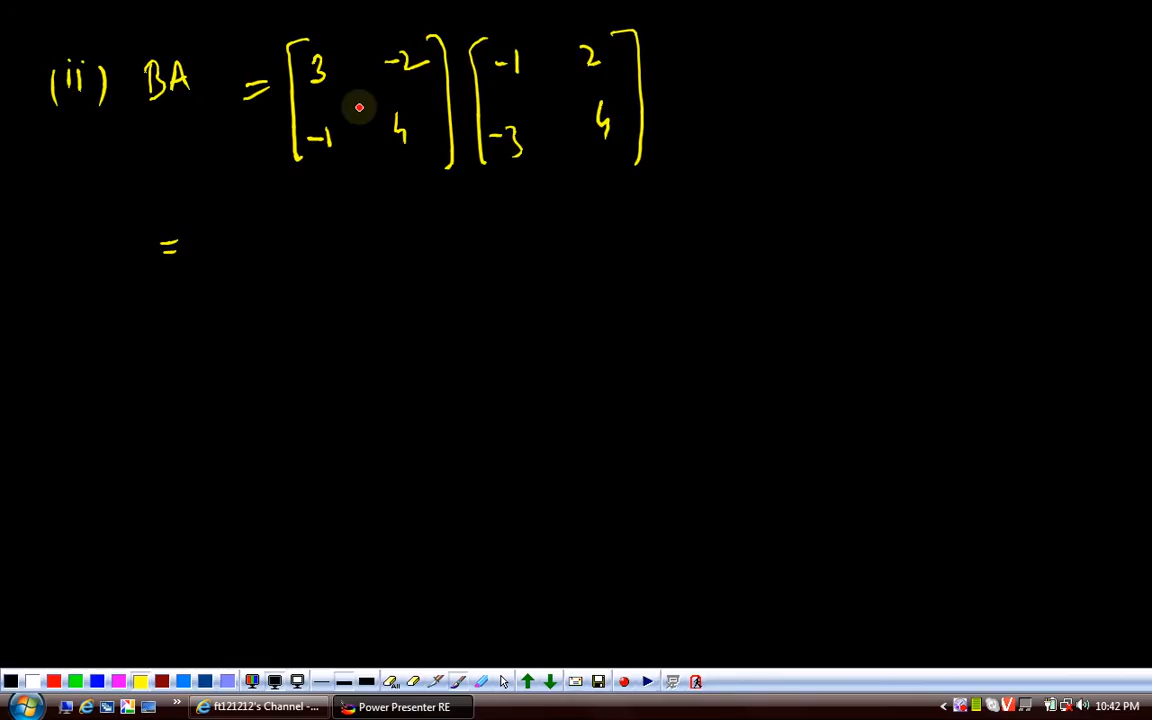 (ii) BA = [3 -2] [-1 2]
[-1 4] [-3 4]
=
ft121212's Channel -... Power Presenter RE 10:42 PM